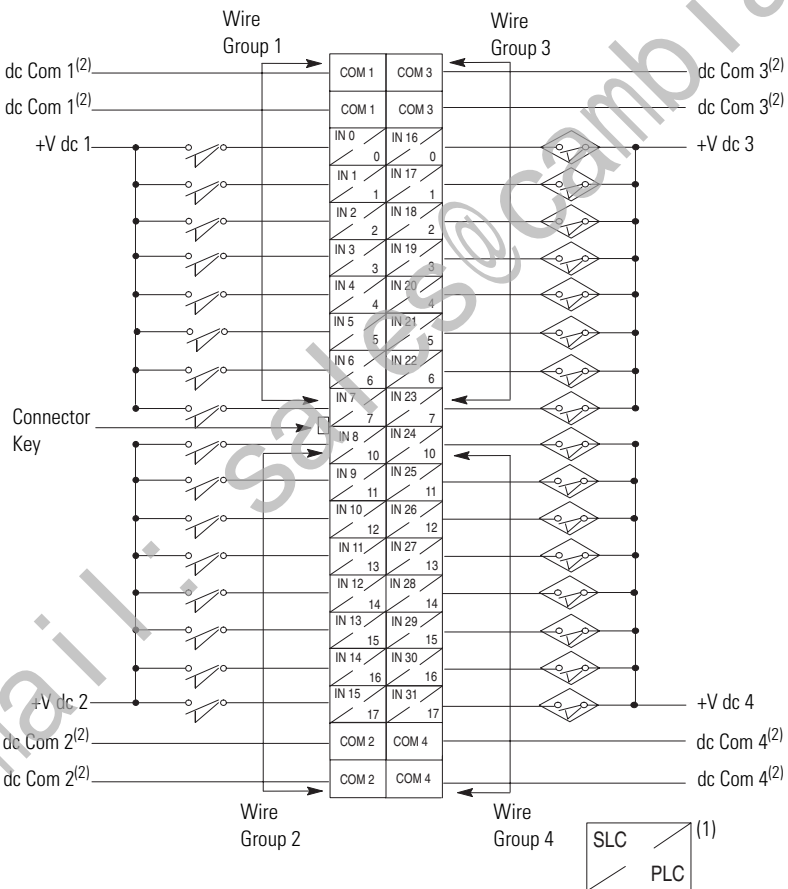 Wire
Group 1
Wire
Group 3
dc Com 1(2)
COM 1
COM 3
dc Com 3(2)
dc Com 1(2)
COM 1
COM 3
dc Com 3(2)
+V dc 1
IN 0
0
IN 16
0
+V dc 3
IN 1
1
IN 17
1
IN 2
2
IN 18
2
IN 3
3
IN 19
3
IN 4
4
IN 20
4
IN 5
5
IN 21
5
IN 6
6
IN 22
6
IN 7
7
IN 23
7
Connector
Key
IN 8
10
IN 24
10
IN 9
11
IN 25
11
IN 10
12
IN 26
12
IN 11
13
IN 27
13
IN 12
14
IN 28
14
IN 13
15
IN 29
15
IN 14
16
IN 30
16
+V dc 2
IN 15
17
IN 31
17
+V dc 4
dc Com 2(2)
COM 2
COM 4
dc Com 4(2)
dc Com 2(2)
COM 2
COM 4
dc Com 4(2)
Wire
Group 2
Wire
Group 4
SLC
PLC
(1)